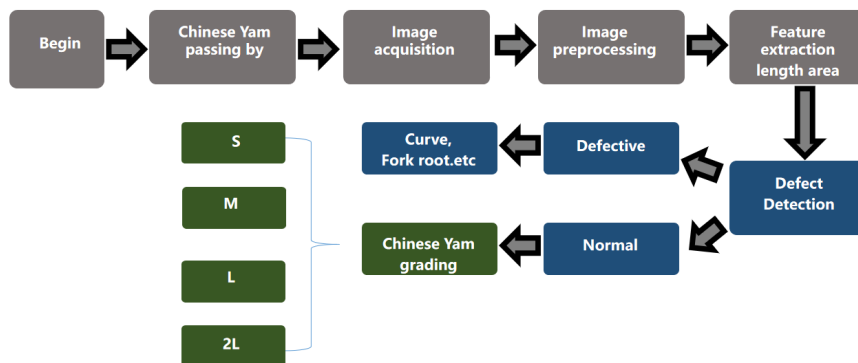 Begin
Chinese Yam
passing by
Image
acquisition
Image
preprocessing
Feature
extraction
length area
S
Curve,
Fork root.etc
Defective
Defect
Detection
M
Chinese Yam
grading
Normal
L
2L